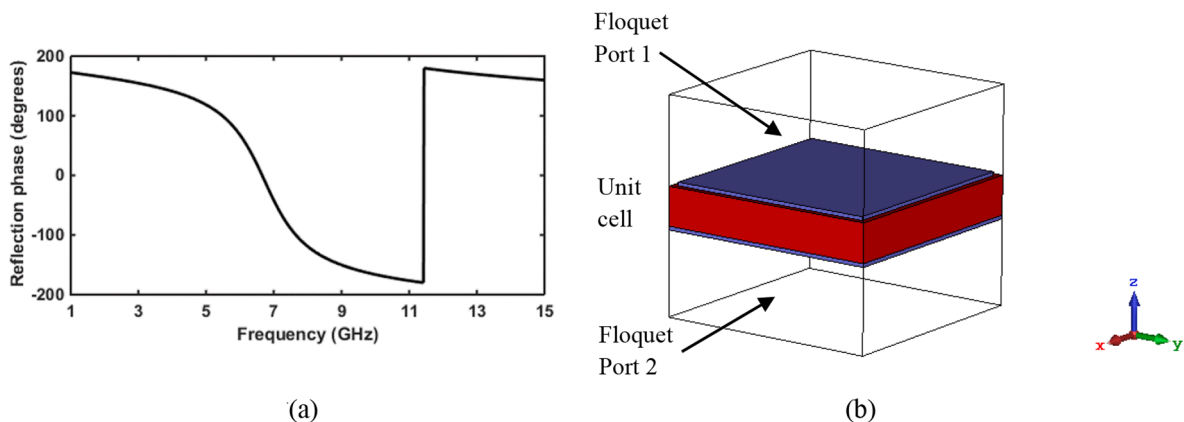 200
100
0
-100
-200
Reflection phase (degrees)
1 3 5 7 9 11 13 15
Frequency (GHz)
(a)
Floquet
Port 1
Unit
cell
Floquet
Port 2
z
x
y
(b)